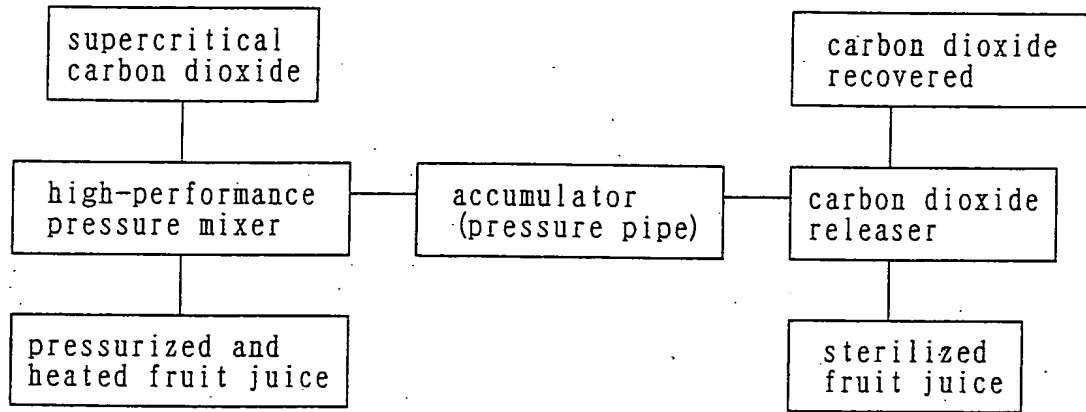 supercritical
carbon dioxide
carbon dioxide
recovered
high-performance
pressure mixer
accumulator
(pressure pipe)
carbon dioxide
releaser
pressurized and
heated fruit juice
sterilized
fruit juice